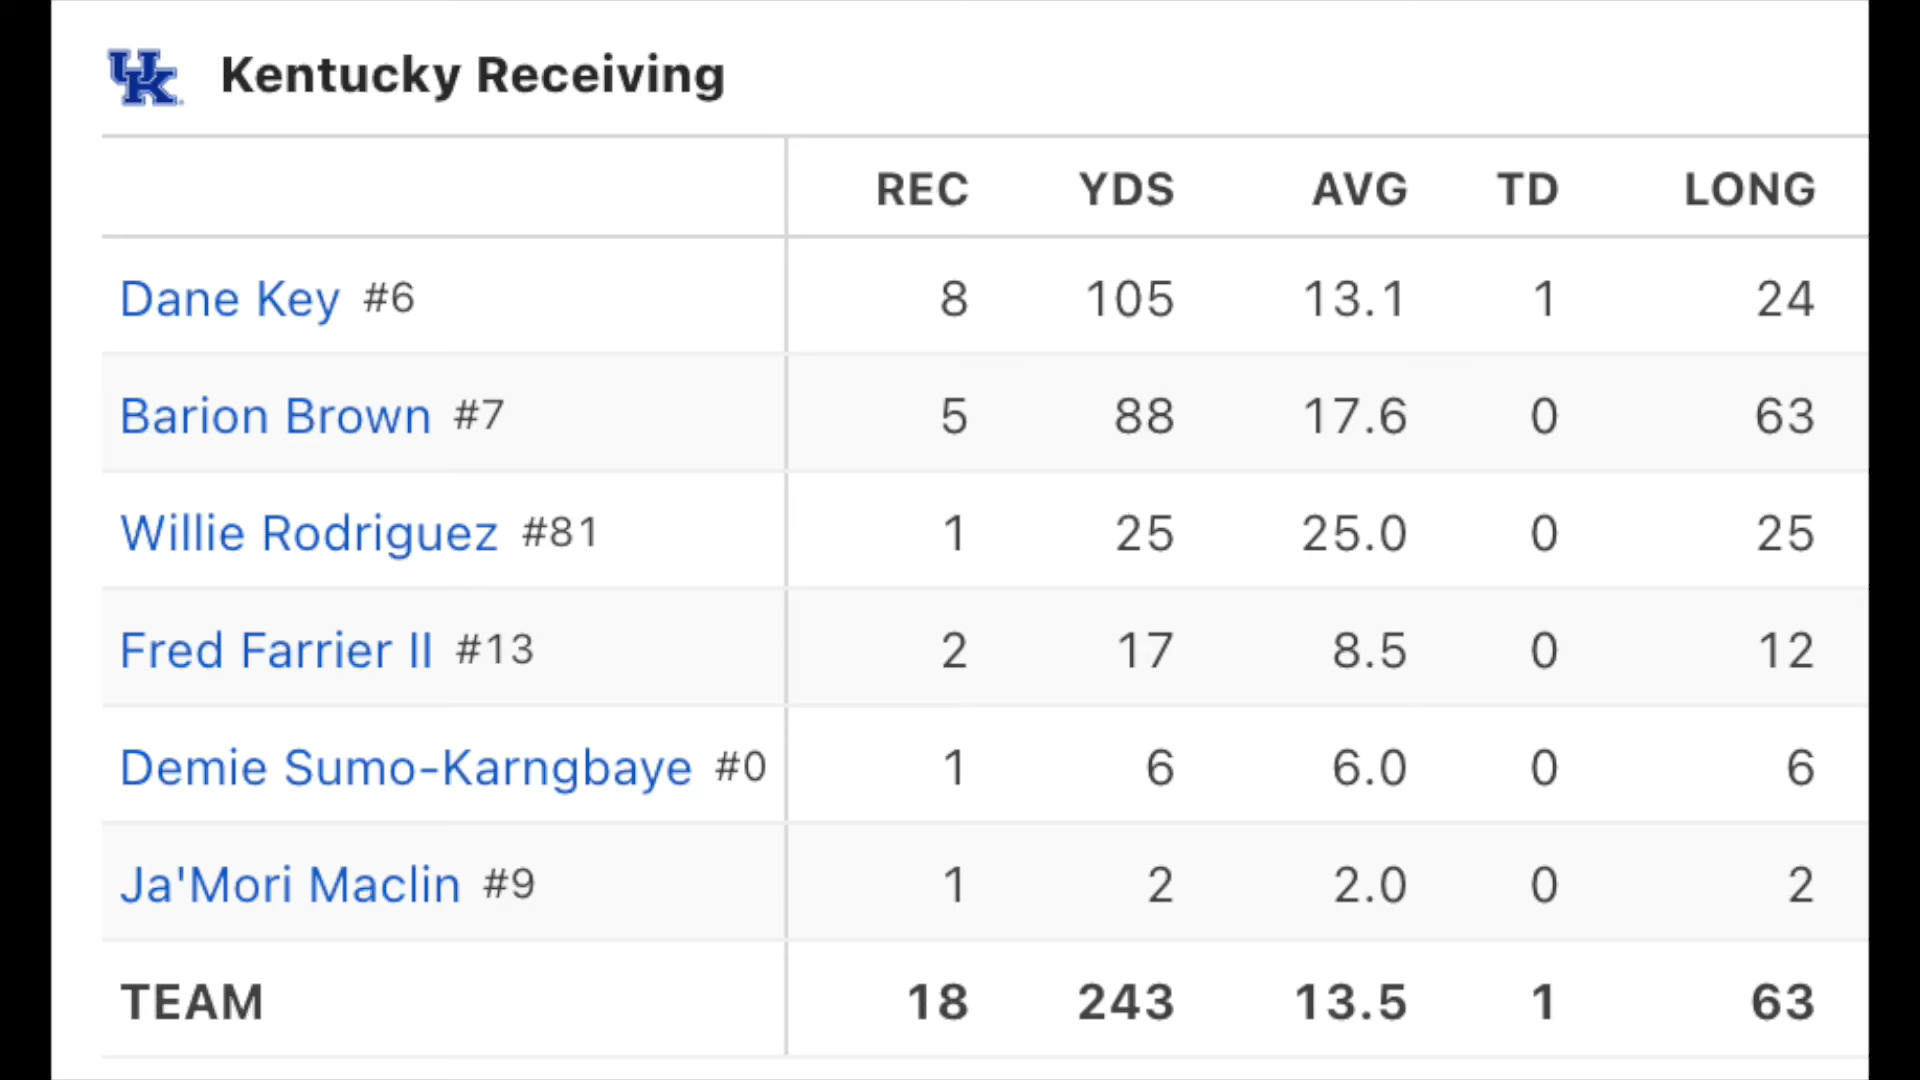 UK Kentucky Receiving
REC YDS AVG TD LONG
Dane Key #6 8 105 13.1 1 24
Barion Brown #7 5 88 17.6 0 63
Willie Rodriguez #81 1 25 25.0 0 25
Fred Farrier II #13 2 17 8.5 0 12
Demie Sumo-Karngbaye #0 1 6 6.0 0 6
Ja'Mori Maclin #9 1 2 2.0 0 2
TEAM 18 243 13.5 1 63